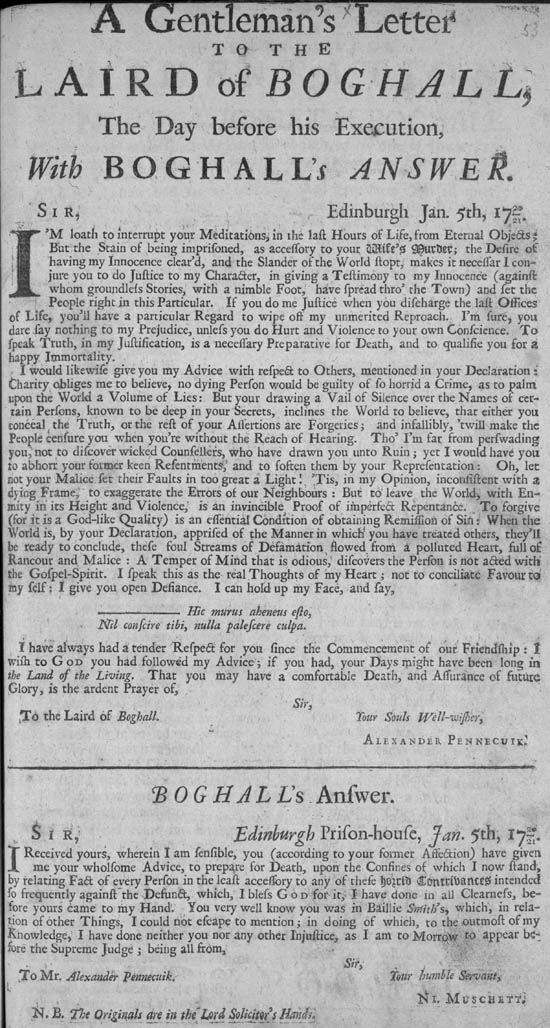 A Gentleman's Letter
TO THE
LAIRD of BOGHALL,
The Day before his Execution,
With BOGHALL's ANSWER.
SIR, Edinburgh Jan. 5th, 17 20/21.
I'M loath to interrupt your Meditations, in the laſt Hours of Life, from Eternal Objects:
But the Stain of being impriſoned, as acceſſory to your Wife's Murder; the Deſire of
having my Innocence clear'd, and the Slander of the World ſtopt, makes it neceſſar I con-
jure you to do Juſtice to my Character, in giving a Teſtimony to my Innocence (againſt
whom groundleſs Stories, with a nimble Foot, have ſpread thro' the Town) and ſet the
People right in this Particular. If you do me Juſtice when you diſcharge the laſt Offices
of Life, you'll have a particular Regard to wipe off my unmerited Reproach. I'm ſure, you
dare ſay nothing to my Prejudice, unleſs you do Hurt and Violence to your own Conſcience. To
ſpeak Truth, in my Juſtification, is a neceſſary Preparative for Death, and to qualifie you for a
happy Immortality.
I would likewiſe give you my Advice with reſpect to Others, mentioned in your Declaration:
Charity obliges me to believe, no dying Perſon would be guilty of ſo horrid a Crime, as to palm
upon the World a Volume of Lies: But your drawing a Vail of Silence over the Names of cer-
tain Perſons, known to be deep in your Secrets, inclines the World to believe, that either you
conceal the Truth, or the reſt of your Aſſertions are Forgeries; and infallibly, 'twill make the
People cenſure you when you're without the Reach of Hearing. Tho' I'm far from perſwading
you, not to diſcover wicked Counſellers, who have drawn you unto Ruin; yet I would have you
to abhorr your former keen Reſentments, and to ſoften them by your Repreſentation: Oh, let
not your Malice ſet their Faults in too great a Light! 'Tis, in my Opinion, inconſiſtent with a
dying Frame, to exaggerate the Errors of our Neighbours: But to leave the World, with En-
mity in its Height and Violence, is an invincible Proof of imperfect Repentance. To forgive
(for it is a God-like Quality) is an eſſential Condition of obtaining Remiſſion of Sin: When the
World is, by your Declaration, appriſed of the Manner in which you have treated others, they'll
be ready to conclude, theſe foul Streams of Defamation flowed from a polluted Heart, full of
Rancour and Malice: A Temper of Mind that is odious, diſcovers the Perſon is not acted with
the Goſpel-Spirit. I ſpeak this as the real Thoughts of my Heart; not to conciliate Favour to
my ſelf: I give you open Defiance. I can hold up my Face, and ſay,
——— Hic murus aheneus eſto,
Nil conſcire tibi, nulla paleſcere culpa.
I have always had a tender Reſpect for you ſince the Commencement of our Friendſhip: I
wiſh to GOD you had followed my Advice; if you had, your Days might have been long in
the Land of the Living. That you may have a comfortable Death, and Aſſurance of future
Glory, is the ardent Prayer of,
Sir,
To the Laird of Boghall. Your Souls Well-wiſher,
ALEXANDER PENNECUIK.
BOGHALL's Anſwer.
SIR, Edinburgh Priſon-houſe, Jan. 5th, 17 20/21.
I Received yours, wherein I am ſenſible, you (according to your former Affection) have given
me your wholſome Advice, to prepare for Death, upon the Confines of which I now ſtand,
by relating Fact of every Perſon in the leaſt acceſſory to any of theſe horrid Contrivances intended
ſo frequently againſt the Defunct, which, I bleſs GOD for it, I have done in all Clearneſs, be-
fore yours came to my Hand. You very well know you was in Baillie Smith's, which, in rela-
tion of other Things, I could not eſcape to mention; in doing of which, to the outmoſt of my
Knowledge, I have done neither you nor any other Injuſtice, as I am to Morrow to appear be-
fore the Supreme Judge; being all from,
Sir,
To Mr. Alexander Pennecuik. Your humble Servant,
NI. MUSCHETT.
N. B. The Originals are in the Lord Solicitor's Hands.